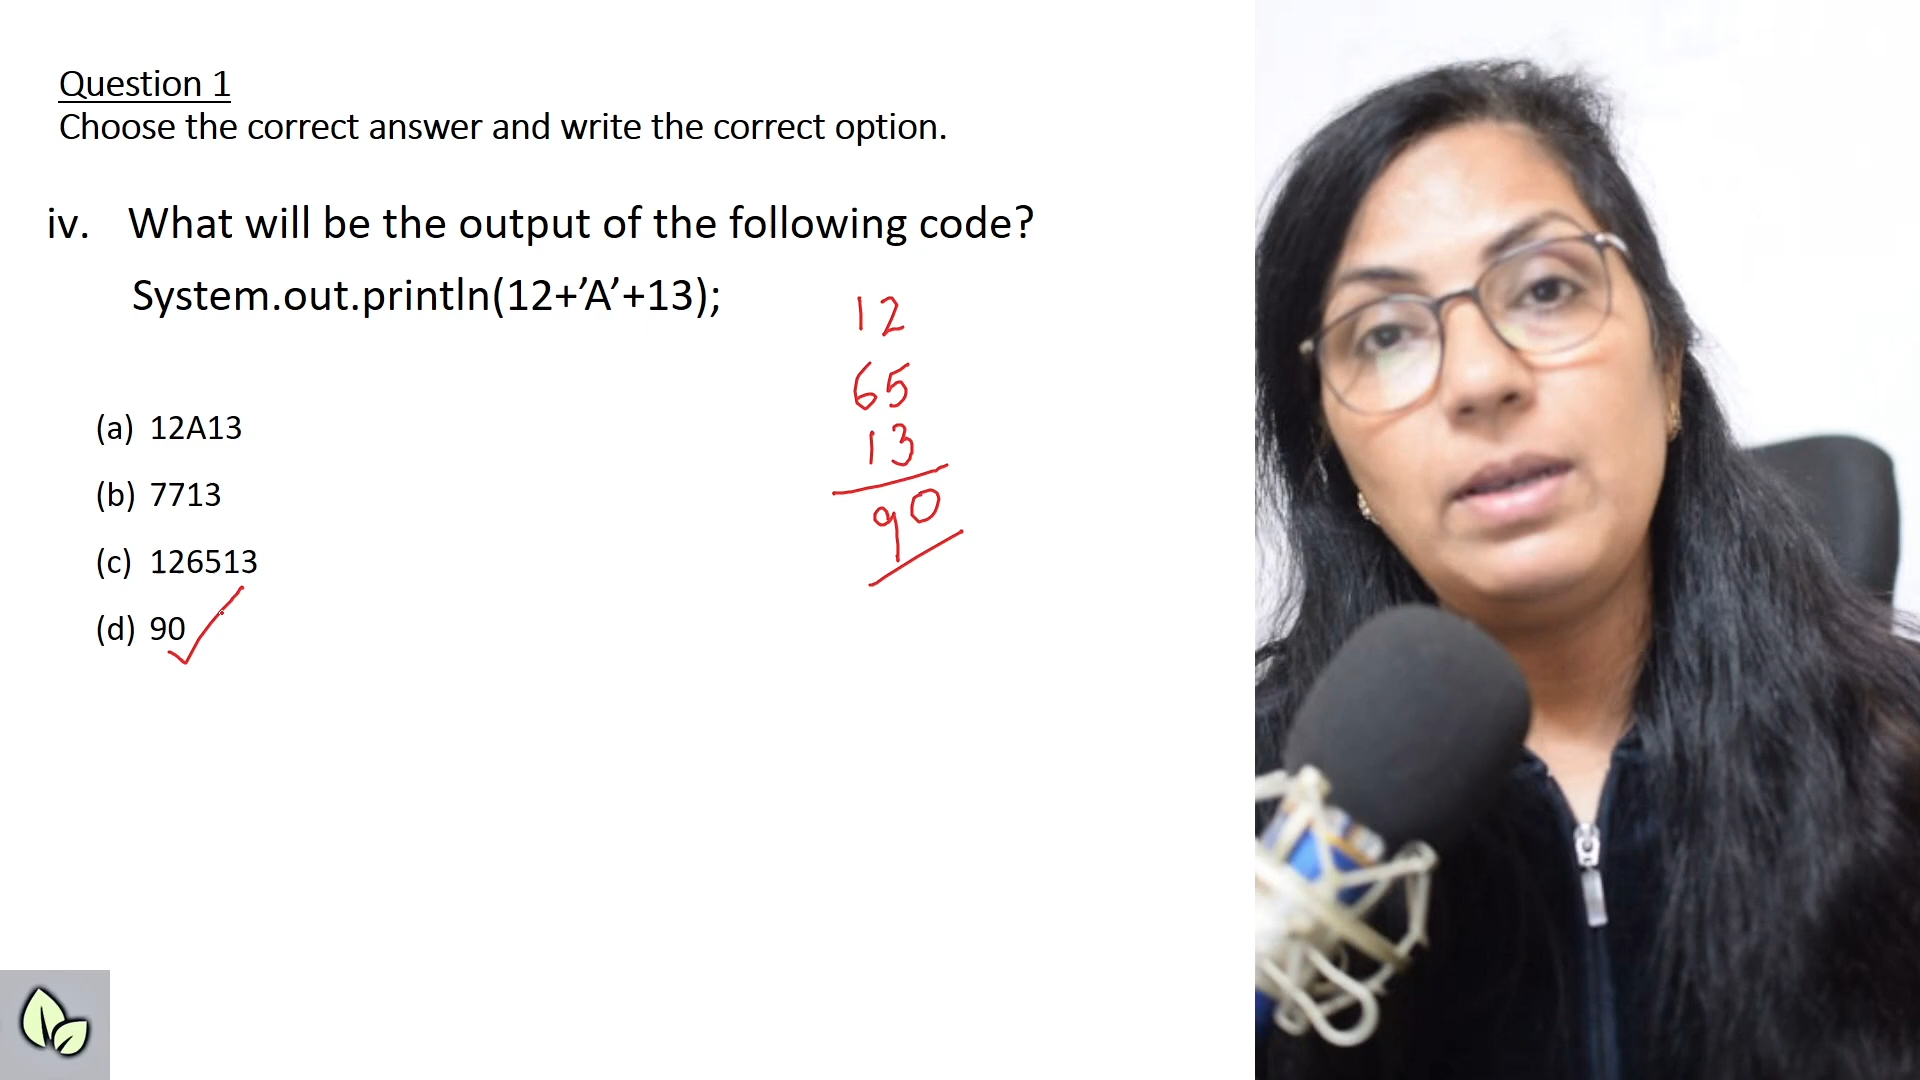 Question 1
Choose the correct answer and write the correct option.
iv. What will be the output of the following code?
System.out.println(12+’A’+13);
12
65
13
90
(a) 12A13
(b) 7713
(c) 126513
(d) 90